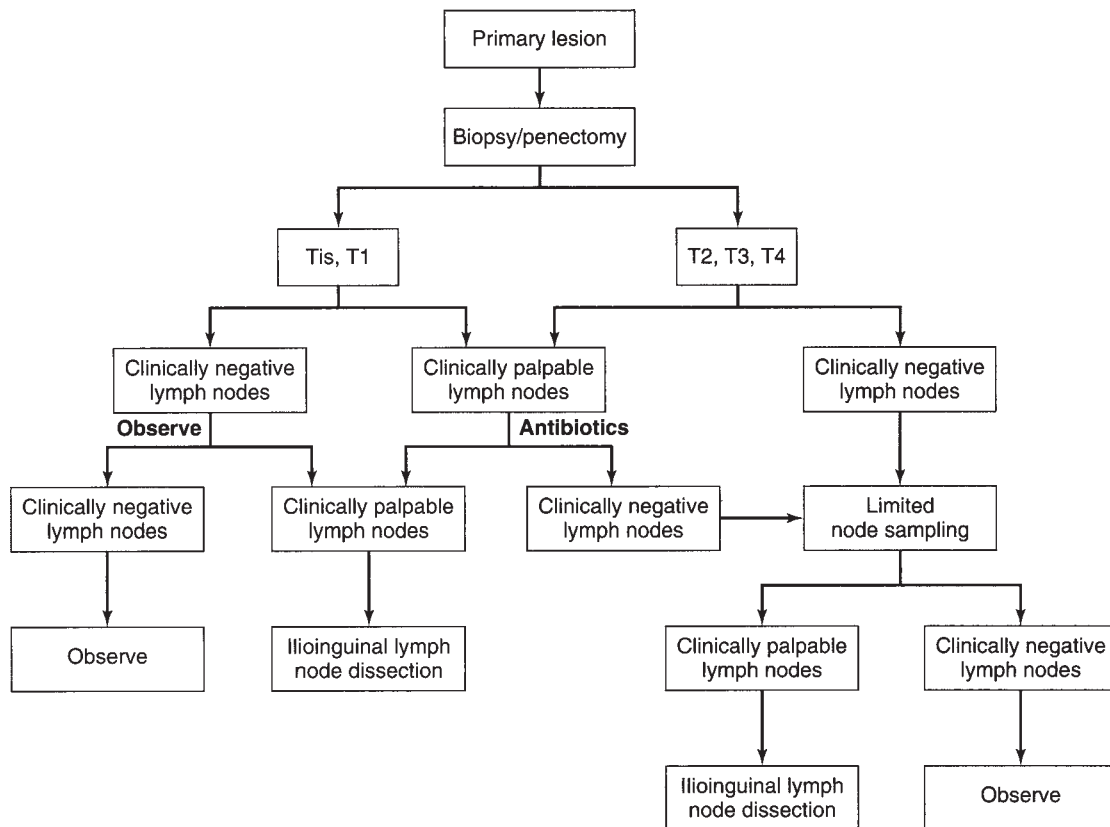 Primary lesion
Biopsy/penectomy
Tis, T1
T2, T3, T4
Clinically negative
lymph nodes
Clinically palpable
lymph nodes
Clinically negative
lymph nodes
Observe
Antibiotics
Clinically negative
lymph nodes
Clinically palpable
lymph nodes
Clinically negative
lymph nodes
Limited
node sampling
Observe
Ilioinguinal lymph
node dissection
Clinically palpable
lymph nodes
Clinically negative
lymph nodes
Ilioinguinal lymph
node dissection
Observe